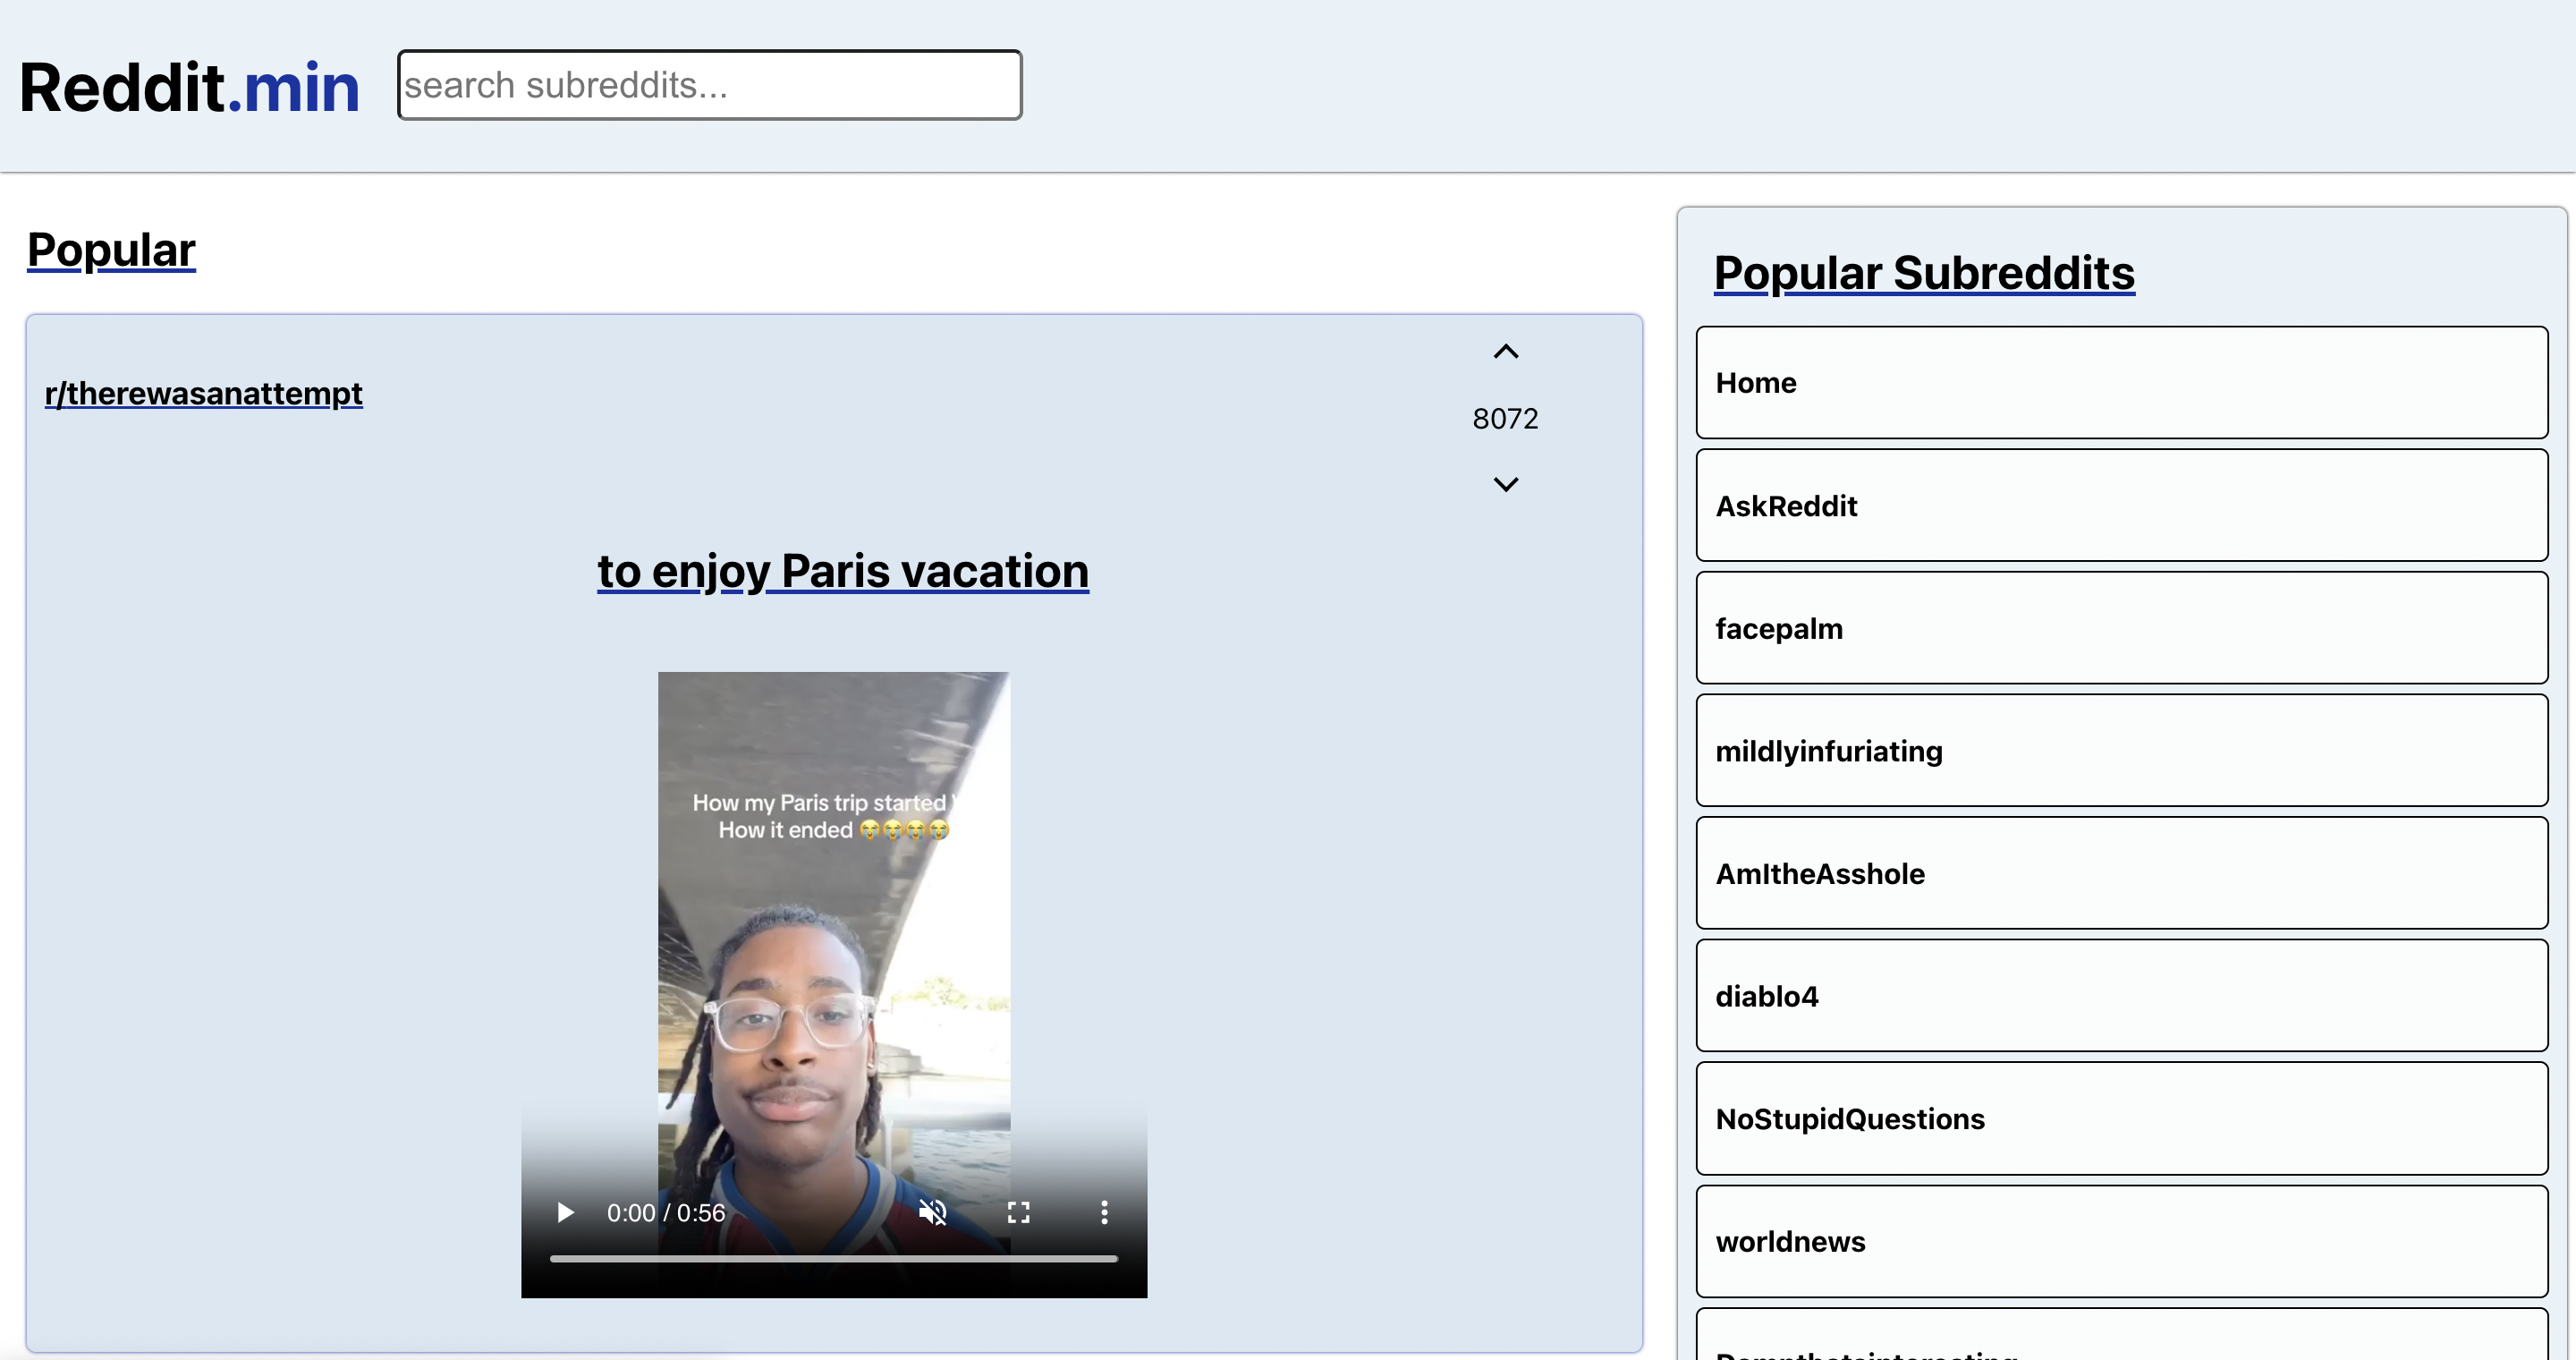 Reddit.min
search subreddits...
Popular
r/therewasanattempt
8072
to enjoy Paris vacation
How my Paris trip started
How it ended 😭😭😭😭
0:00 / 0:56
Popular Subreddits
Home
AskReddit
facepalm
mildlyinfuriating
AmItheAsshole
diablo4
NoStupidQuestions
worldnews